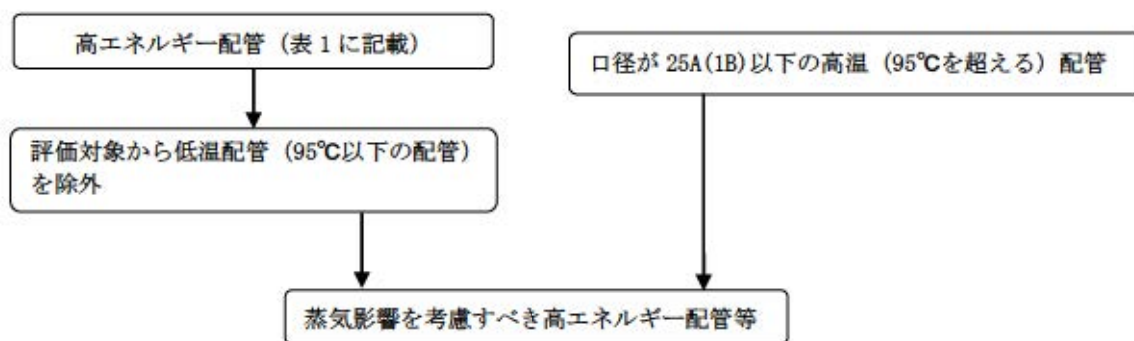 高エネルギー配管（表1に記載）
口径が 25A(1B)以下の高温（95℃を超える）配管
評価対象から低温配管（95℃以下の配管）
を除外
蒸気影響を考慮すべき高エネルギー配管等